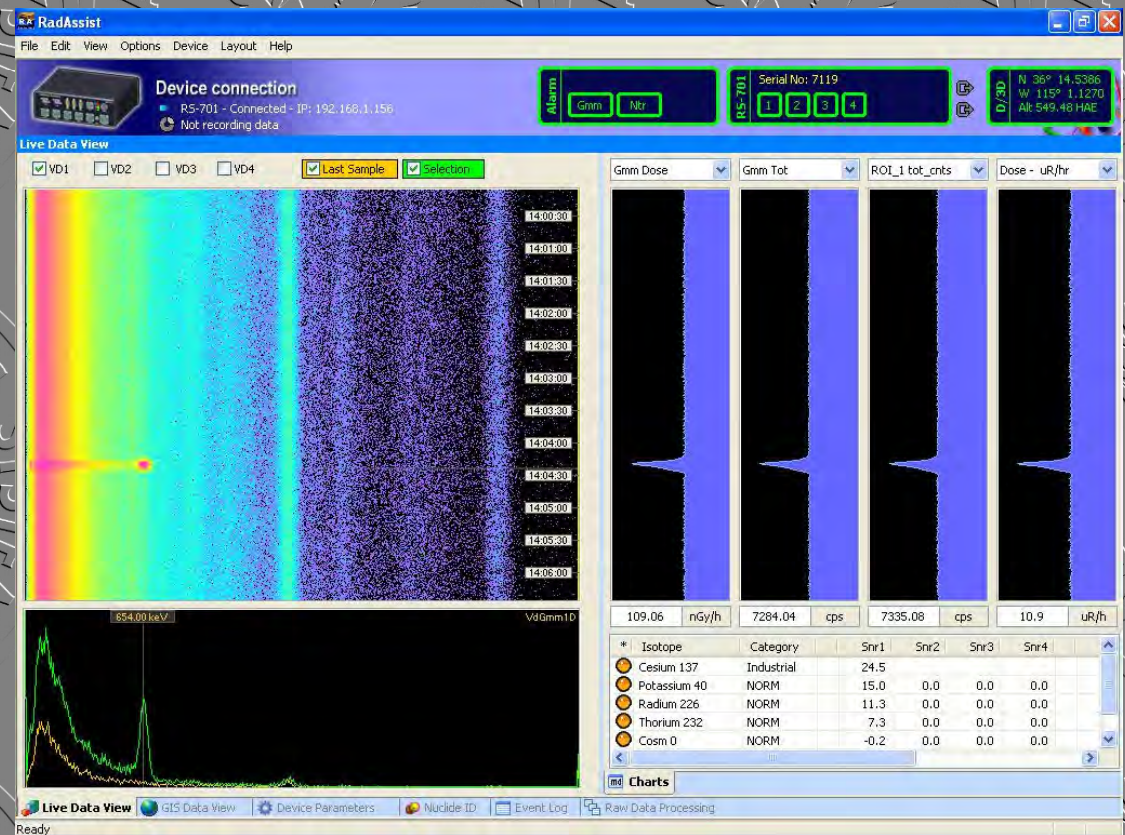 RadAssist
File Edit View Options Device Layout Help
Device connection
RS-701 - Connected - IP: 192.168.1.156
Not recording data
Alarm
Gmm Ntr
RS-701
Serial No: 7119
1 2 3 4
D/3D
N 36° 14.5386
W 115° 1.1270
Alt 549.48 HAE
Live Data View
VD1 VD2 VD3 VD4 Last Sample Selection
Gmm Dose Gmm Tot ROI_1 tot_cnts Dose - uR/hr
14:00:30
14:01:00
14:01:30
14:02:00
14:02:30
14:03:00
14:03:30
14:04:00
14:04:30
14:05:00
14:05:30
14:06:00
654.00 keV VdGmm1D
109.06 nGy/h 7284.04 cps 7335.08 cps 10.9 uR/h
* Isotope Category Snr1 Snr2 Snr3 Snr4
Cesium 137 Industrial 24.5
Potassium 40 NORM 15.0 0.0 0.0 0.0
Radium 226 NORM 11.3 0.0 0.0 0.0
Thorium 232 NORM 7.3 0.0 0.0 0.0
Cosm 0 NORM -0.2 0.0 0.0 0.0
Charts
Live Data View GIS Data View Device Parameters Nuclide ID Event Log Raw Data Processing
Ready